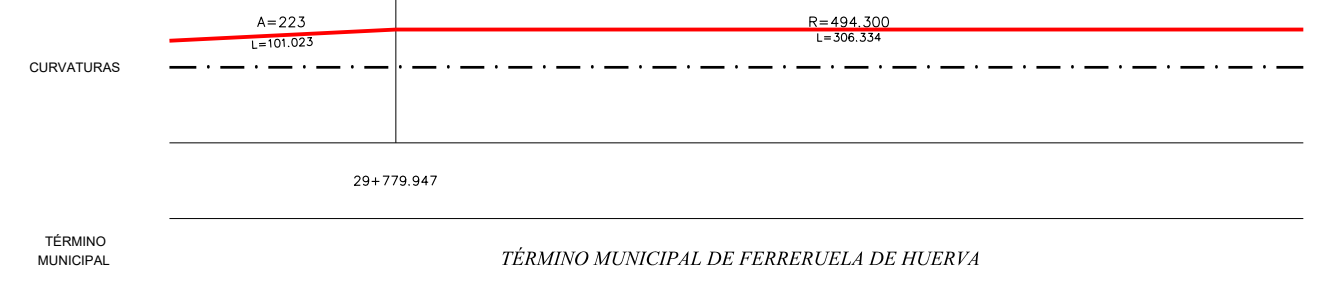 A=223
L=101.023
R=494.300
L=306.334
CURVATURAS
29+779.947
TÉRMINO
MUNICIPAL
TÉRMINO MUNICIPAL DE FERRERUELA DE HUERVA